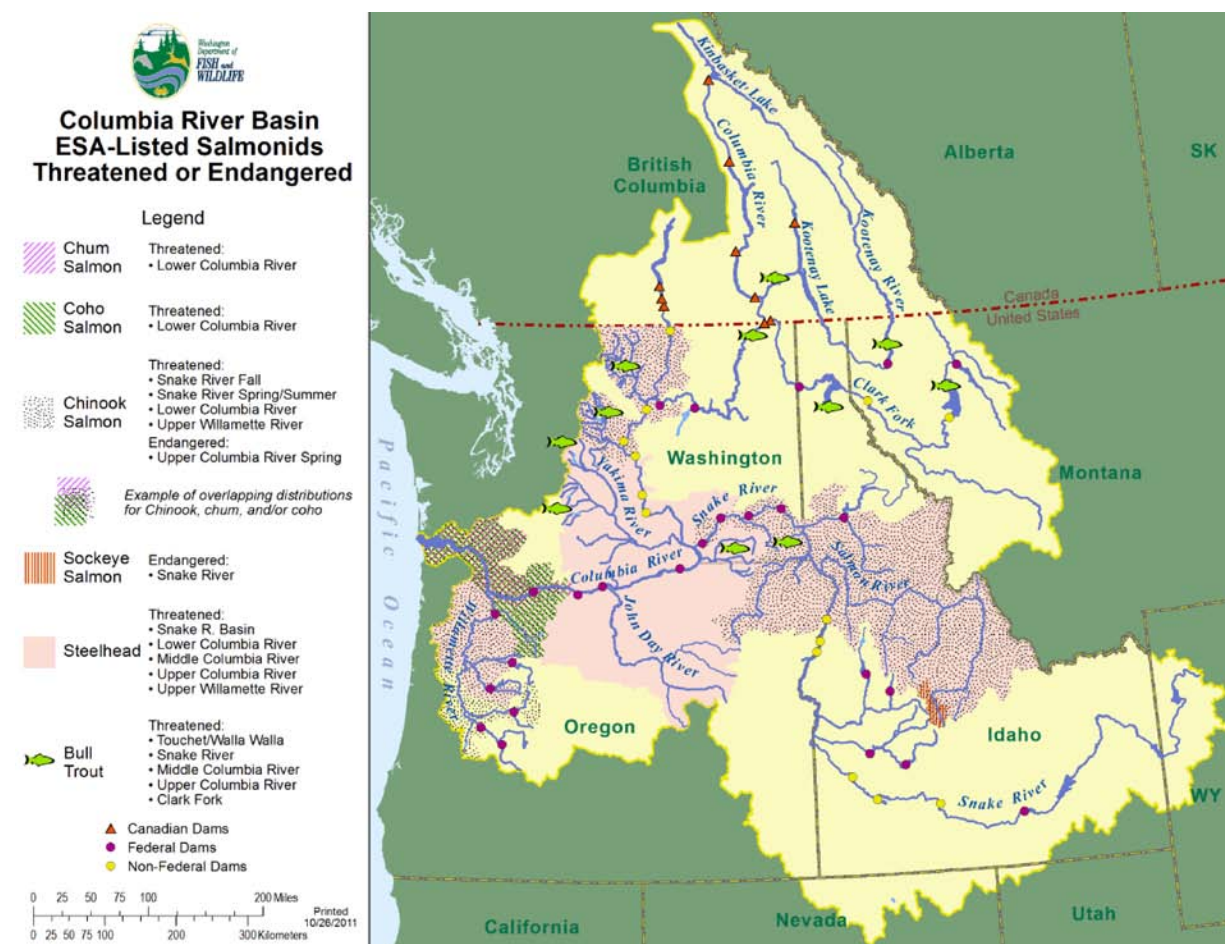 Washington
Department of
FISH and
WILDLIFE
Columbia River Basin
ESA-Listed Salmonids
Threatened or Endangered
Legend
Chum
Salmon
Threatened:
• Lower Columbia River
Coho
Salmon
Threatened:
• Lower Columbia River
Chinook
Salmon
Threatened:
• Snake River Fall
• Snake River Spring/Summer
• Lower Columbia River
• Upper Willamette River
Endangered:
• Upper Columbia River Spring
Example of overlapping distributions
for Chinook, chum, and/or coho
Sockeye
Salmon
Endangered:
• Snake River
Steelhead
Threatened:
• Snake R. Basin
• Lower Columbia River
• Middle Columbia River
• Upper Columbia River
• Upper Willamette River
Bull
Trout
Threatened:
• Touchet/Walla Walla
• Snake River
• Middle Columbia River
• Upper Columbia River
• Clark Fork
Canadian Dams
Federal Dams
Non-Federal Dams
0 25 50 75 100 200 Miles
0 25 50 75 100 200 300 Kilometers
Printed
10/26/2011
Kinbasket Lake
Columbia River
British
Columbia
Alberta
SK
Kootenay Lake
Kootenay River
Canada
United States
Clark Fork
Washington
Montana
Pacific Ocean
Yakima River
Snake River
Columbia River
Salmon River
Willamette River
John Day River
Oregon
Idaho
Snake River
WY
California
Nevada
Utah